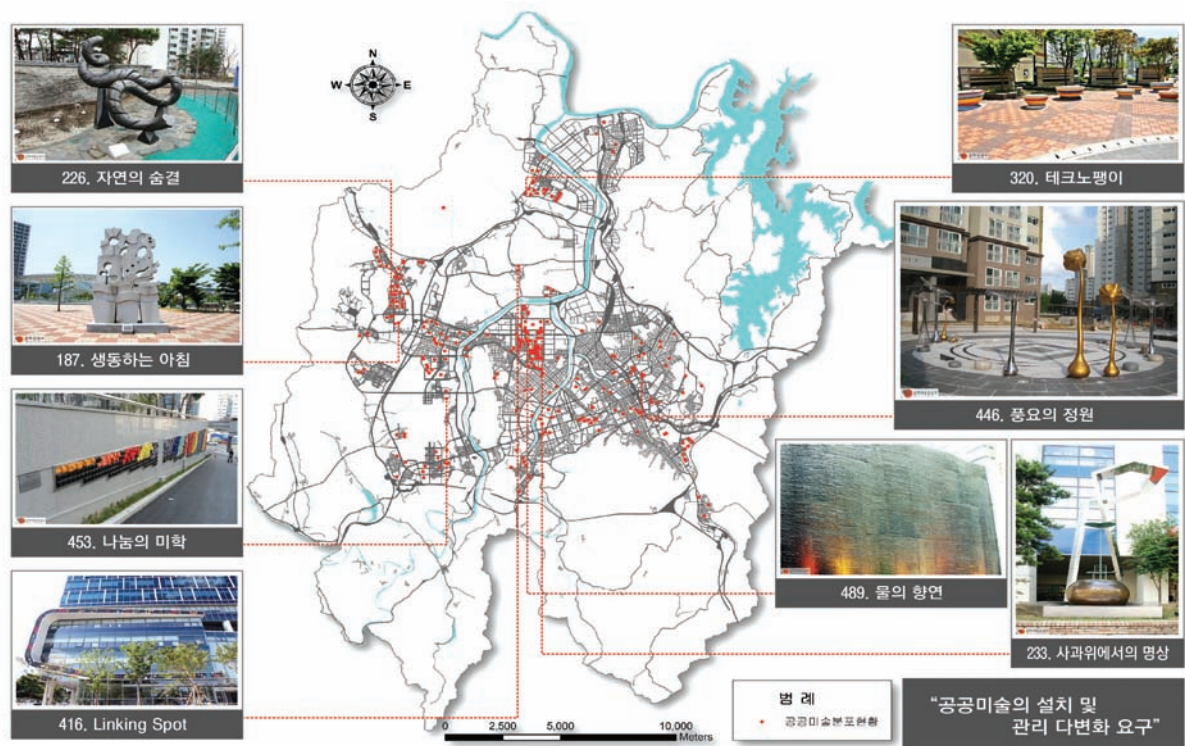 226. 자연의 숨결
187. 생동하는 아침
453. 나눔의 미학
416. Linking Spot
N
W
E
S
320. 테크노팽이
446. 풍요의 정원
489. 물의 향연
233. 사과위에서의 명상
범 례
공공미술분포현황
0 2,500 5,000 10,000
Meters
“공공미술의 설치 및
관리 다변화 요구”